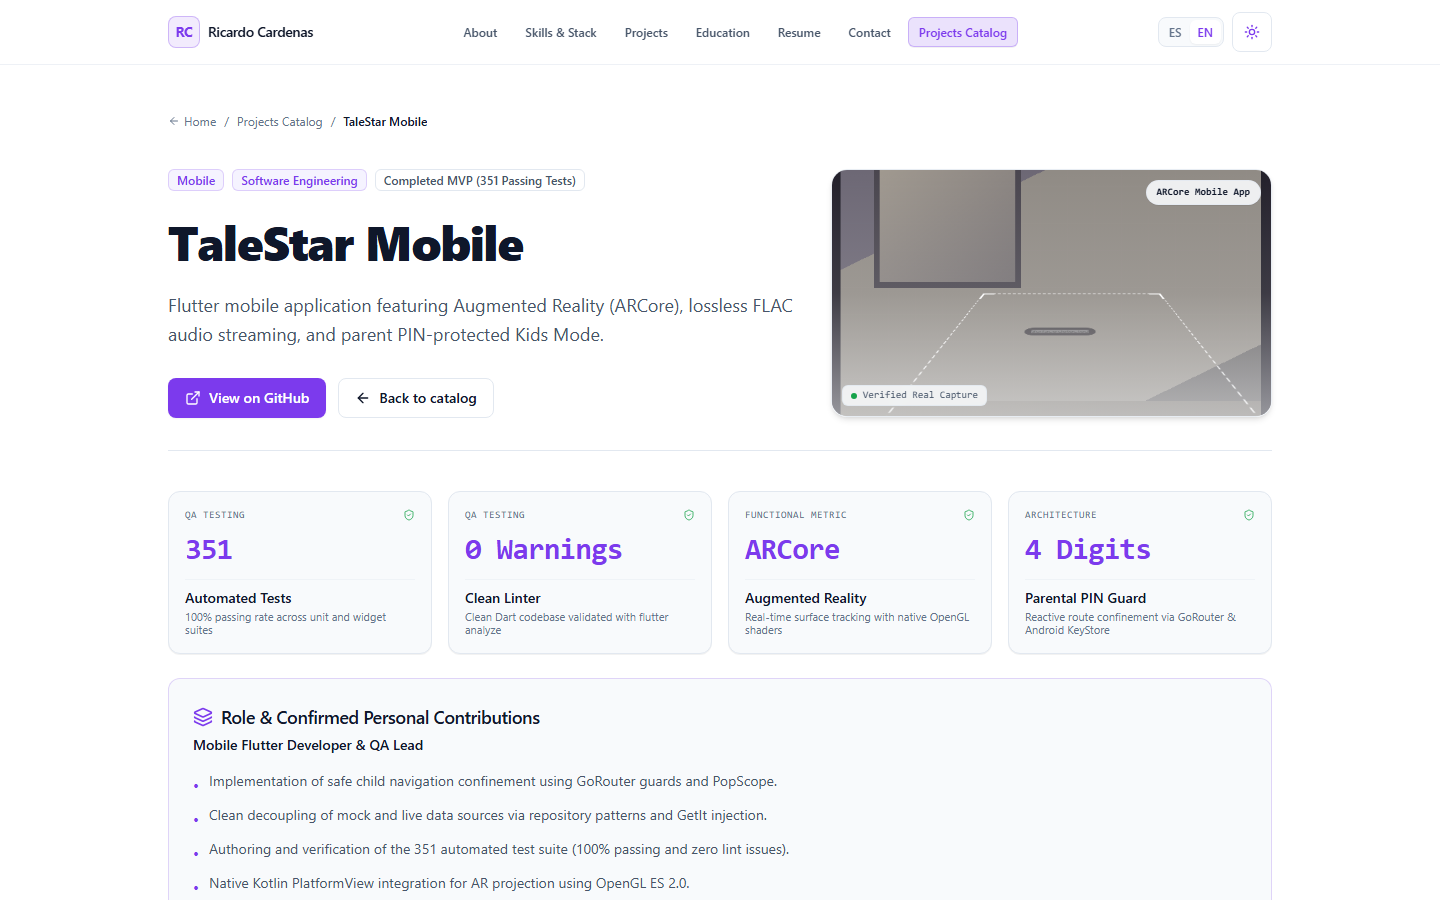 RC
Ricardo Cardenas
About
Skills & Stack
Projects
Education
Resume
Contact
Projects Catalog
ES
EN
Home / Projects Catalog / TaleStar Mobile
Mobile
Software Engineering
Completed MVP (351 Passing Tests)
TaleStar Mobile
Flutter mobile application featuring Augmented Reality (ARCore), lossless FLAC
audio streaming, and parent PIN-protected Kids Mode.
View on GitHub
Back to catalog
ARCore Mobile App
Verified Real Capture
QA TESTING
351
Automated Tests
100% passing rate across unit and widget
suites
QA TESTING
0 Warnings
Clean Linter
Clean Dart codebase validated with flutter
analyze
FUNCTIONAL METRIC
ARCore
Augmented Reality
Real-time surface tracking with native OpenGL
shaders
ARCHITECTURE
4 Digits
Parental PIN Guard
Reactive route confinement via GoRouter &
Android KeyStore
Role & Confirmed Personal Contributions
Mobile Flutter Developer & QA Lead
• Implementation of safe child navigation confinement using GoRouter guards and PopScope.
• Clean decoupling of mock and live data sources via repository patterns and GetIt injection.
• Authoring and verification of the 351 automated test suite (100% passing and zero lint issues).
• Native Kotlin PlatformView integration for AR projection using OpenGL ES 2.0.